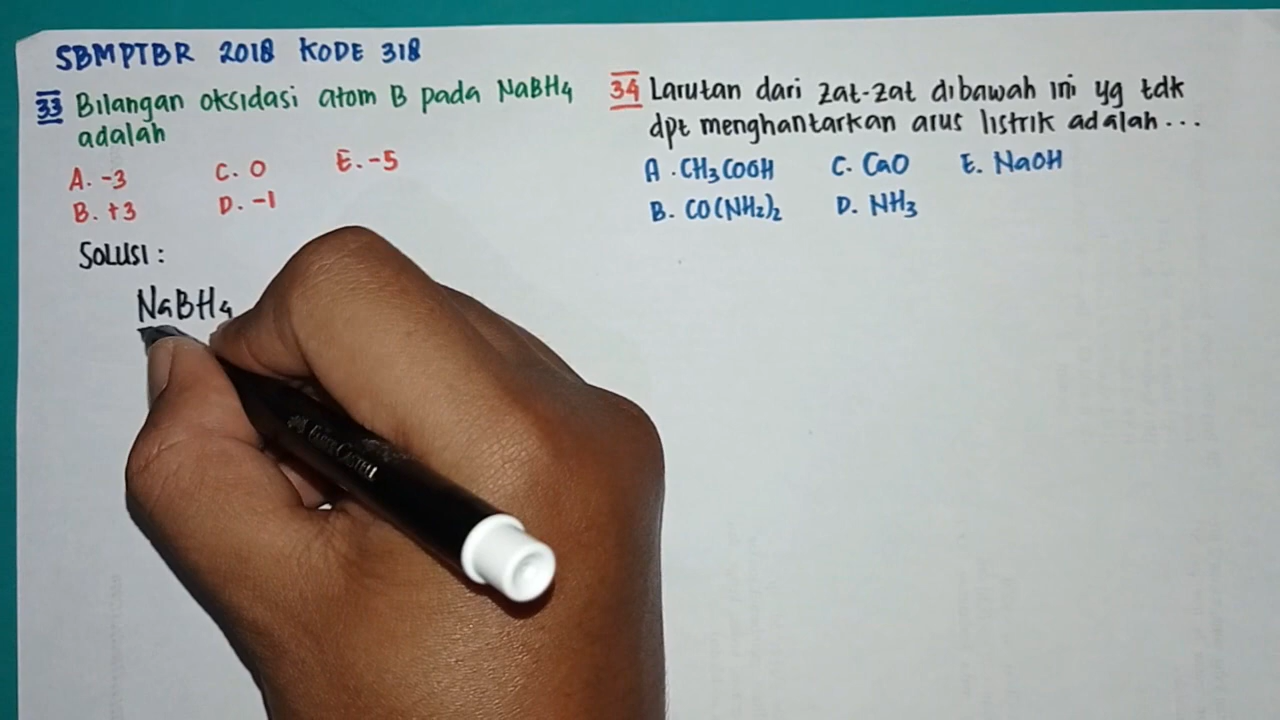 SBMPTBR 2018 KODE 318
33 Bilangan oksidasi atom B pada NaBH4
adalah
A. -3 C. 0 E. -5
B. +3 D. -1
SOLUSI :
NaBH4
34 Larutan dari zat-zat dibawah ini yg tdk
dpt menghantarkan arus listrik adalah...
A. CH3COOH C. CaO E. NaOH
B. CO(NH2)2 D. NH3
FABER-CASTELL